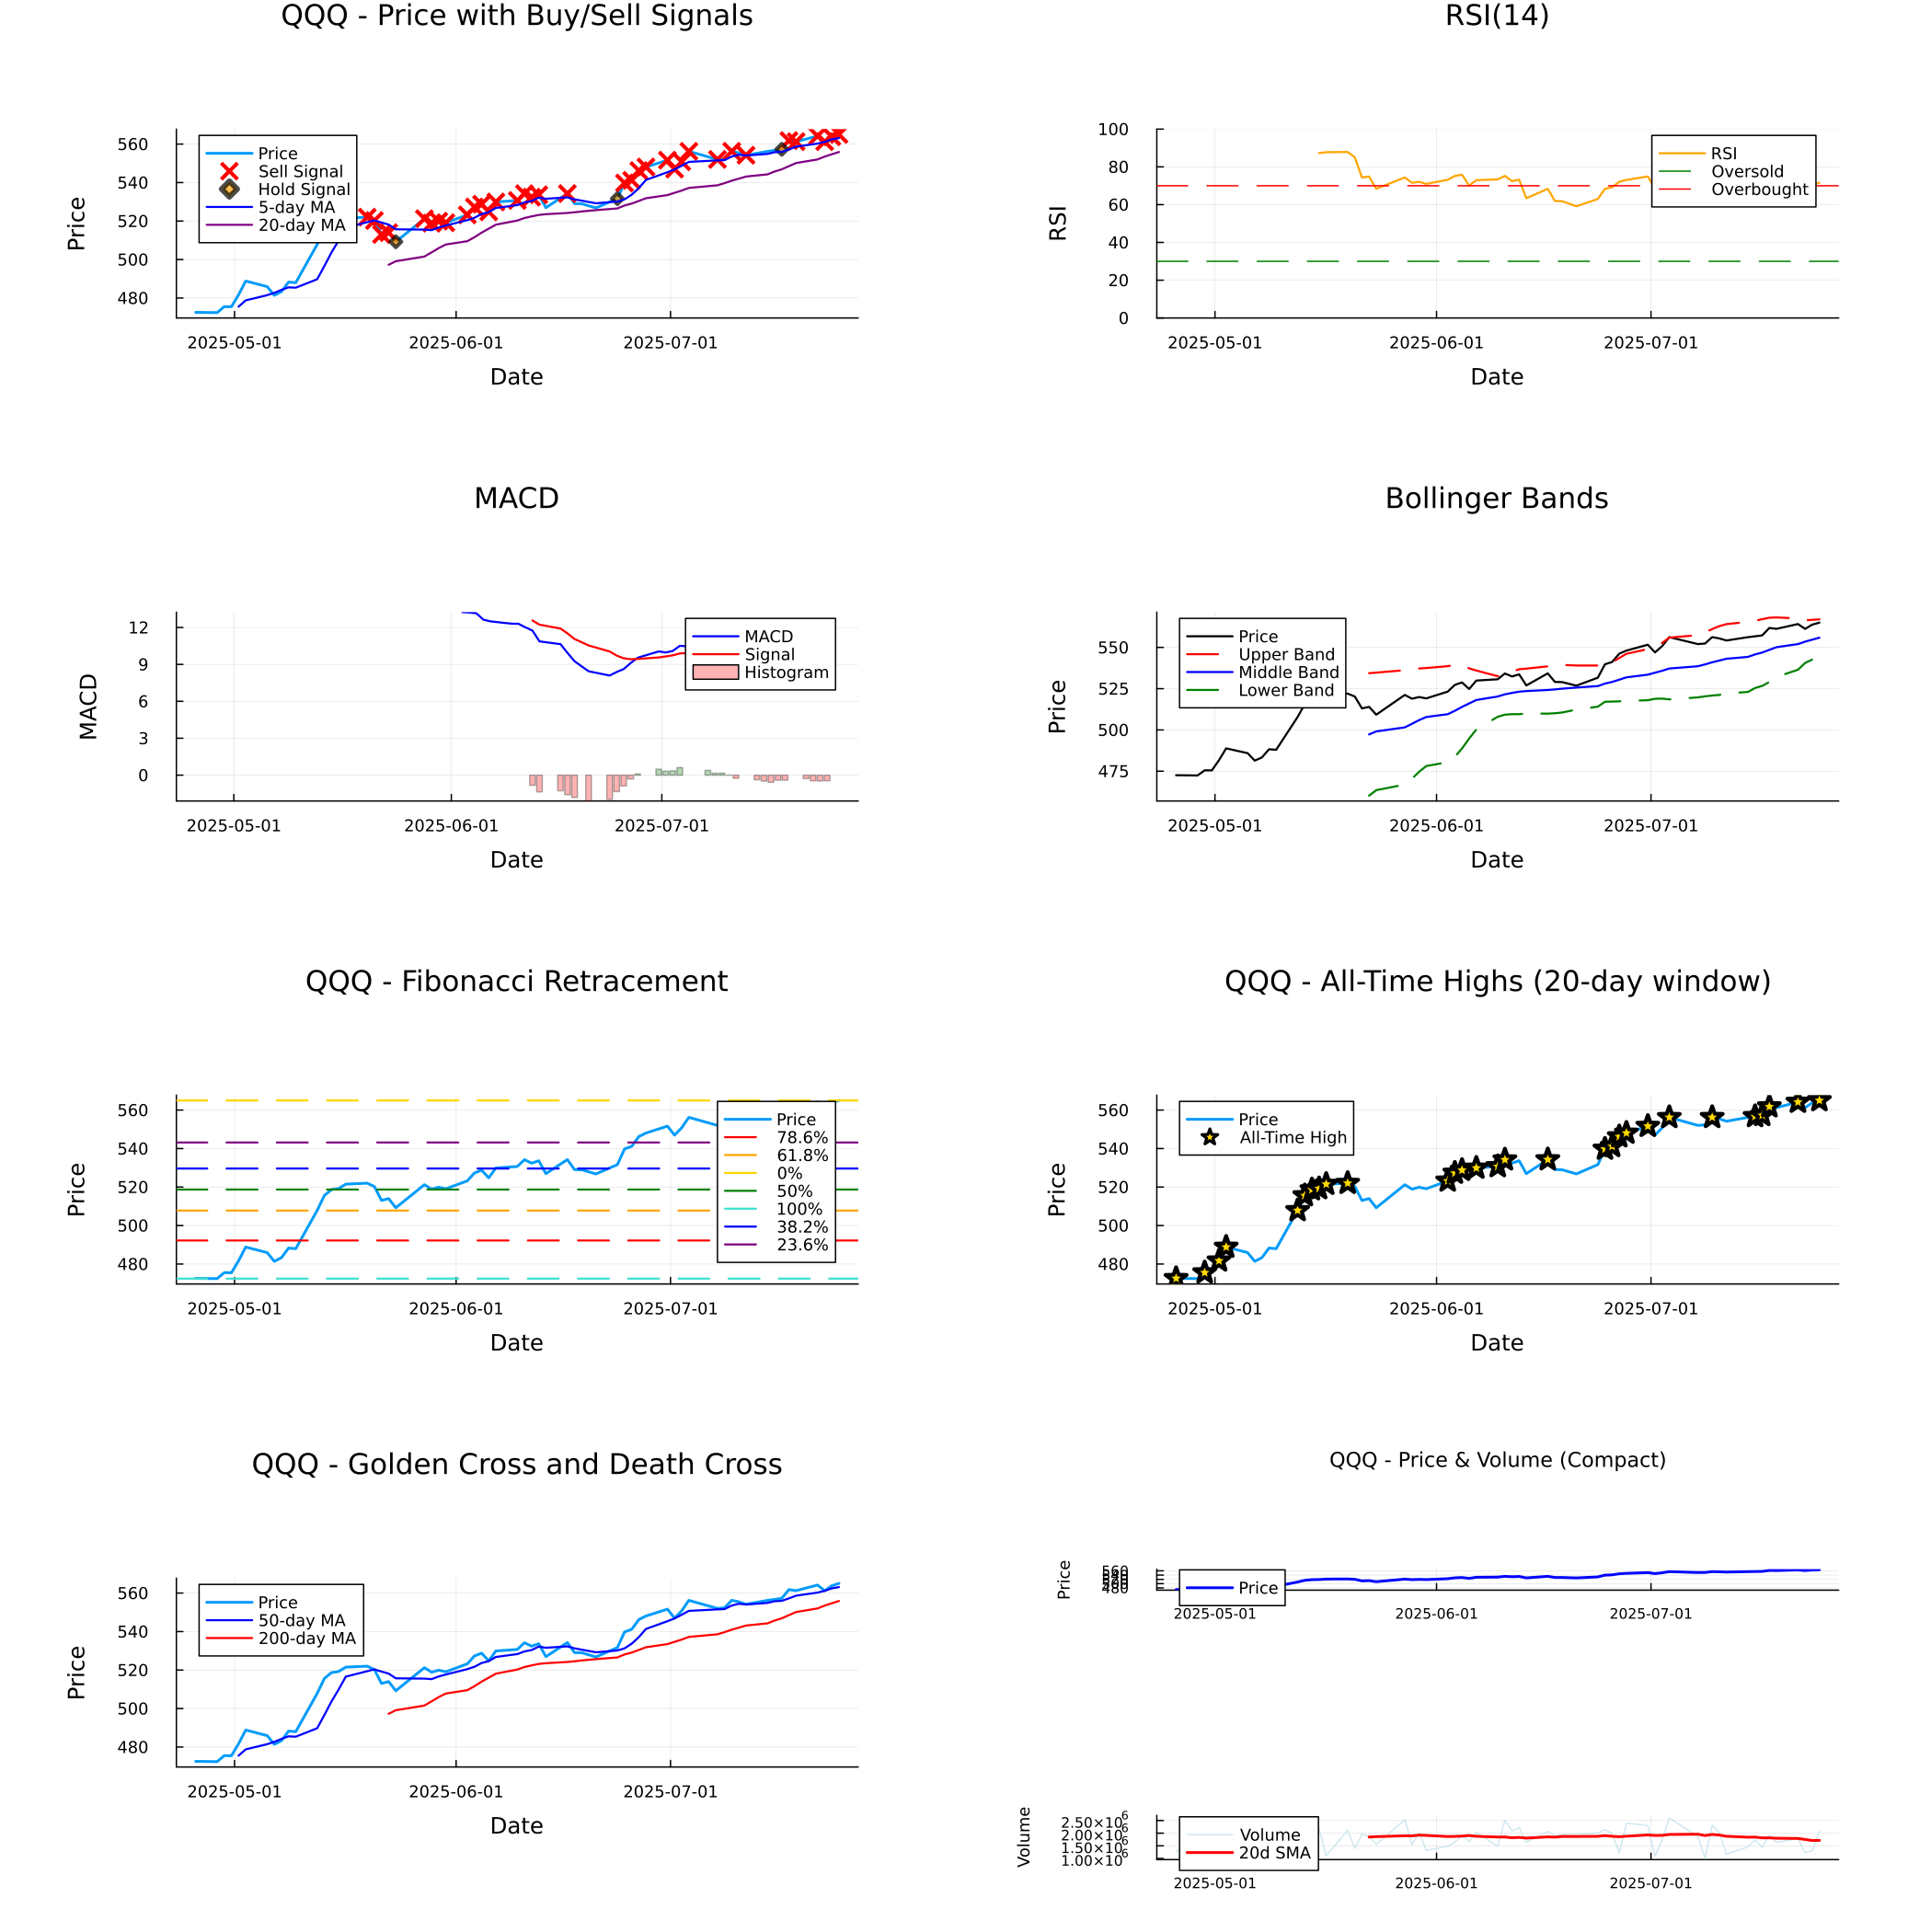 QQQ - Price with Buy/Sell Signals
Price
560
540
520
500
480
Price
Sell Signal
Hold Signal
5-day MA
20-day MA
2025-05-01
2025-06-01
2025-07-01
Date
RSI(14)
RSI
100
80
60
40
20
0
RSI
Oversold
Overbought
2025-05-01
2025-06-01
2025-07-01
Date
MACD
MACD
12
9
6
3
0
MACD
Signal
Histogram
2025-05-01
2025-06-01
2025-07-01
Date
Bollinger Bands
Price
550
525
500
475
Price
Upper Band
Middle Band
Lower Band
2025-05-01
2025-06-01
2025-07-01
Date
QQQ - Fibonacci Retracement
Price
560
540
520
500
480
Price
78.6%
61.8%
0%
50%
100%
38.2%
23.6%
2025-05-01
2025-06-01
2025-07-01
Date
QQQ - All-Time Highs (20-day window)
Price
560
540
520
500
480
Price
All-Time High
2025-05-01
2025-06-01
2025-07-01
Date
QQQ - Golden Cross and Death Cross
Price
560
540
520
500
480
Price
50-day MA
200-day MA
2025-05-01
2025-06-01
2025-07-01
Date
QQQ - Price & Volume (Compact)
Price
560
480
Price
2025-05-01
2025-06-01
2025-07-01
Volume
2.50×10⁶
2.00×10⁶
1.50×10⁶
1.00×10⁶
Volume
20d SMA
2025-05-01
2025-06-01
2025-07-01